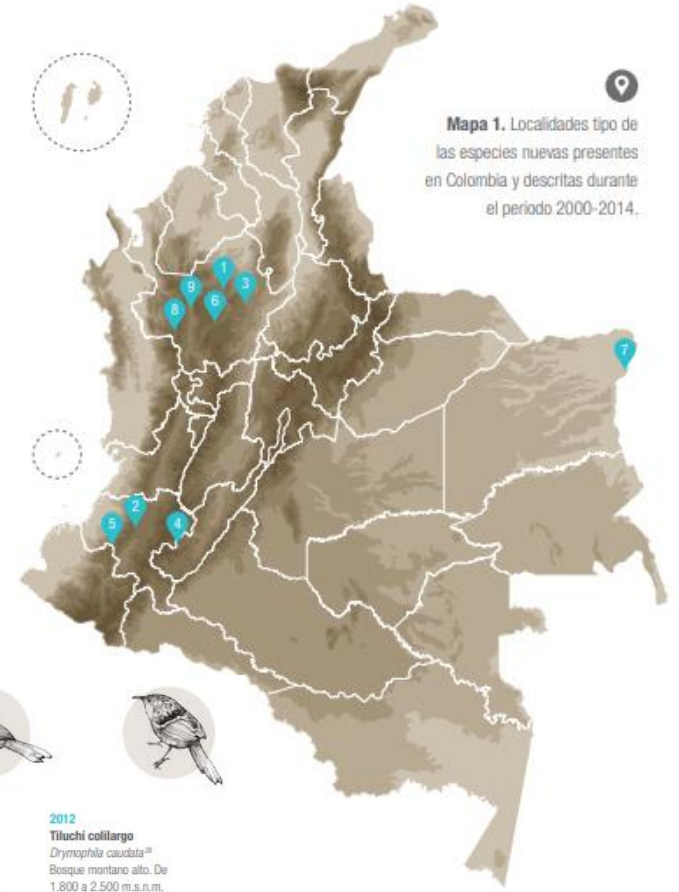 Mapa 1. Localidades tipo de
las especies nuevas presentes
en Colombia y descritas durante
el periodo 2000-2014.
1
3
9
6
8
7
2
5
4
2012
Tiluchí colilargo
Drymophila caudata²⁸
Bosque montano alto. De
1.800 a 2.500 m.s.n.m.